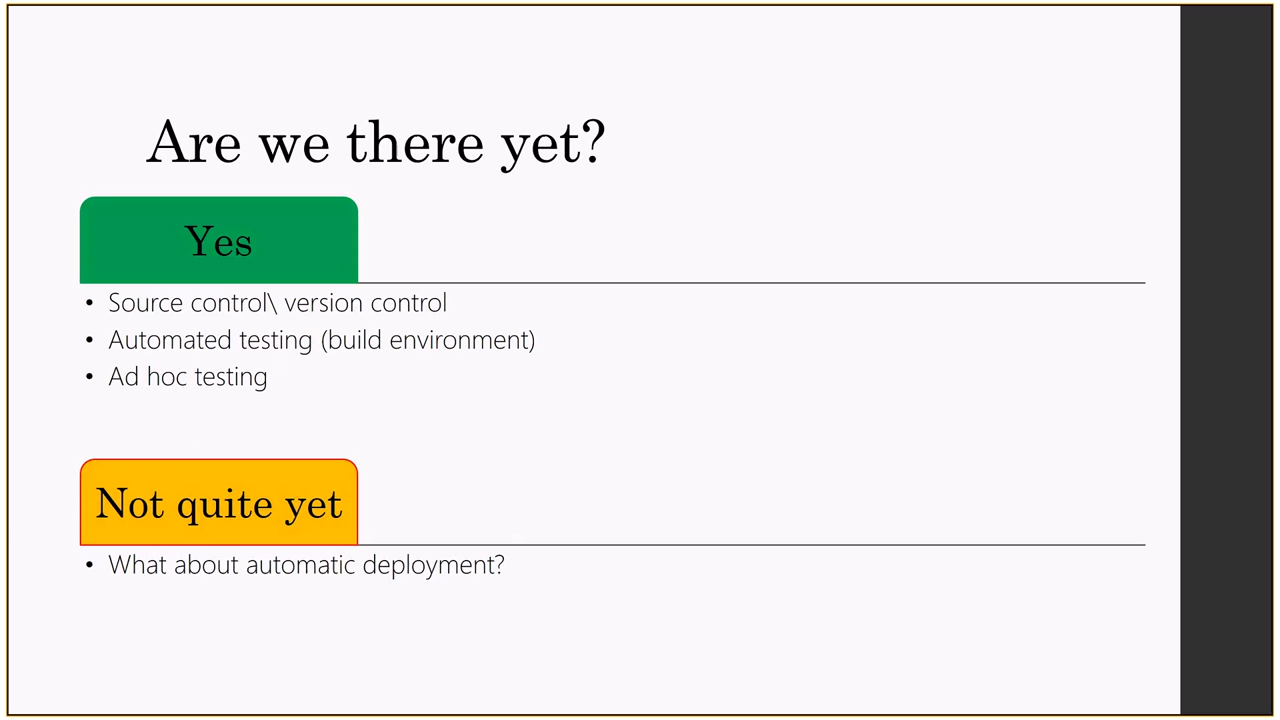 Are we there yet?
Yes
• Source control\ version control
• Automated testing (build environment)
• Ad hoc testing
Not quite yet
• What about automatic deployment?